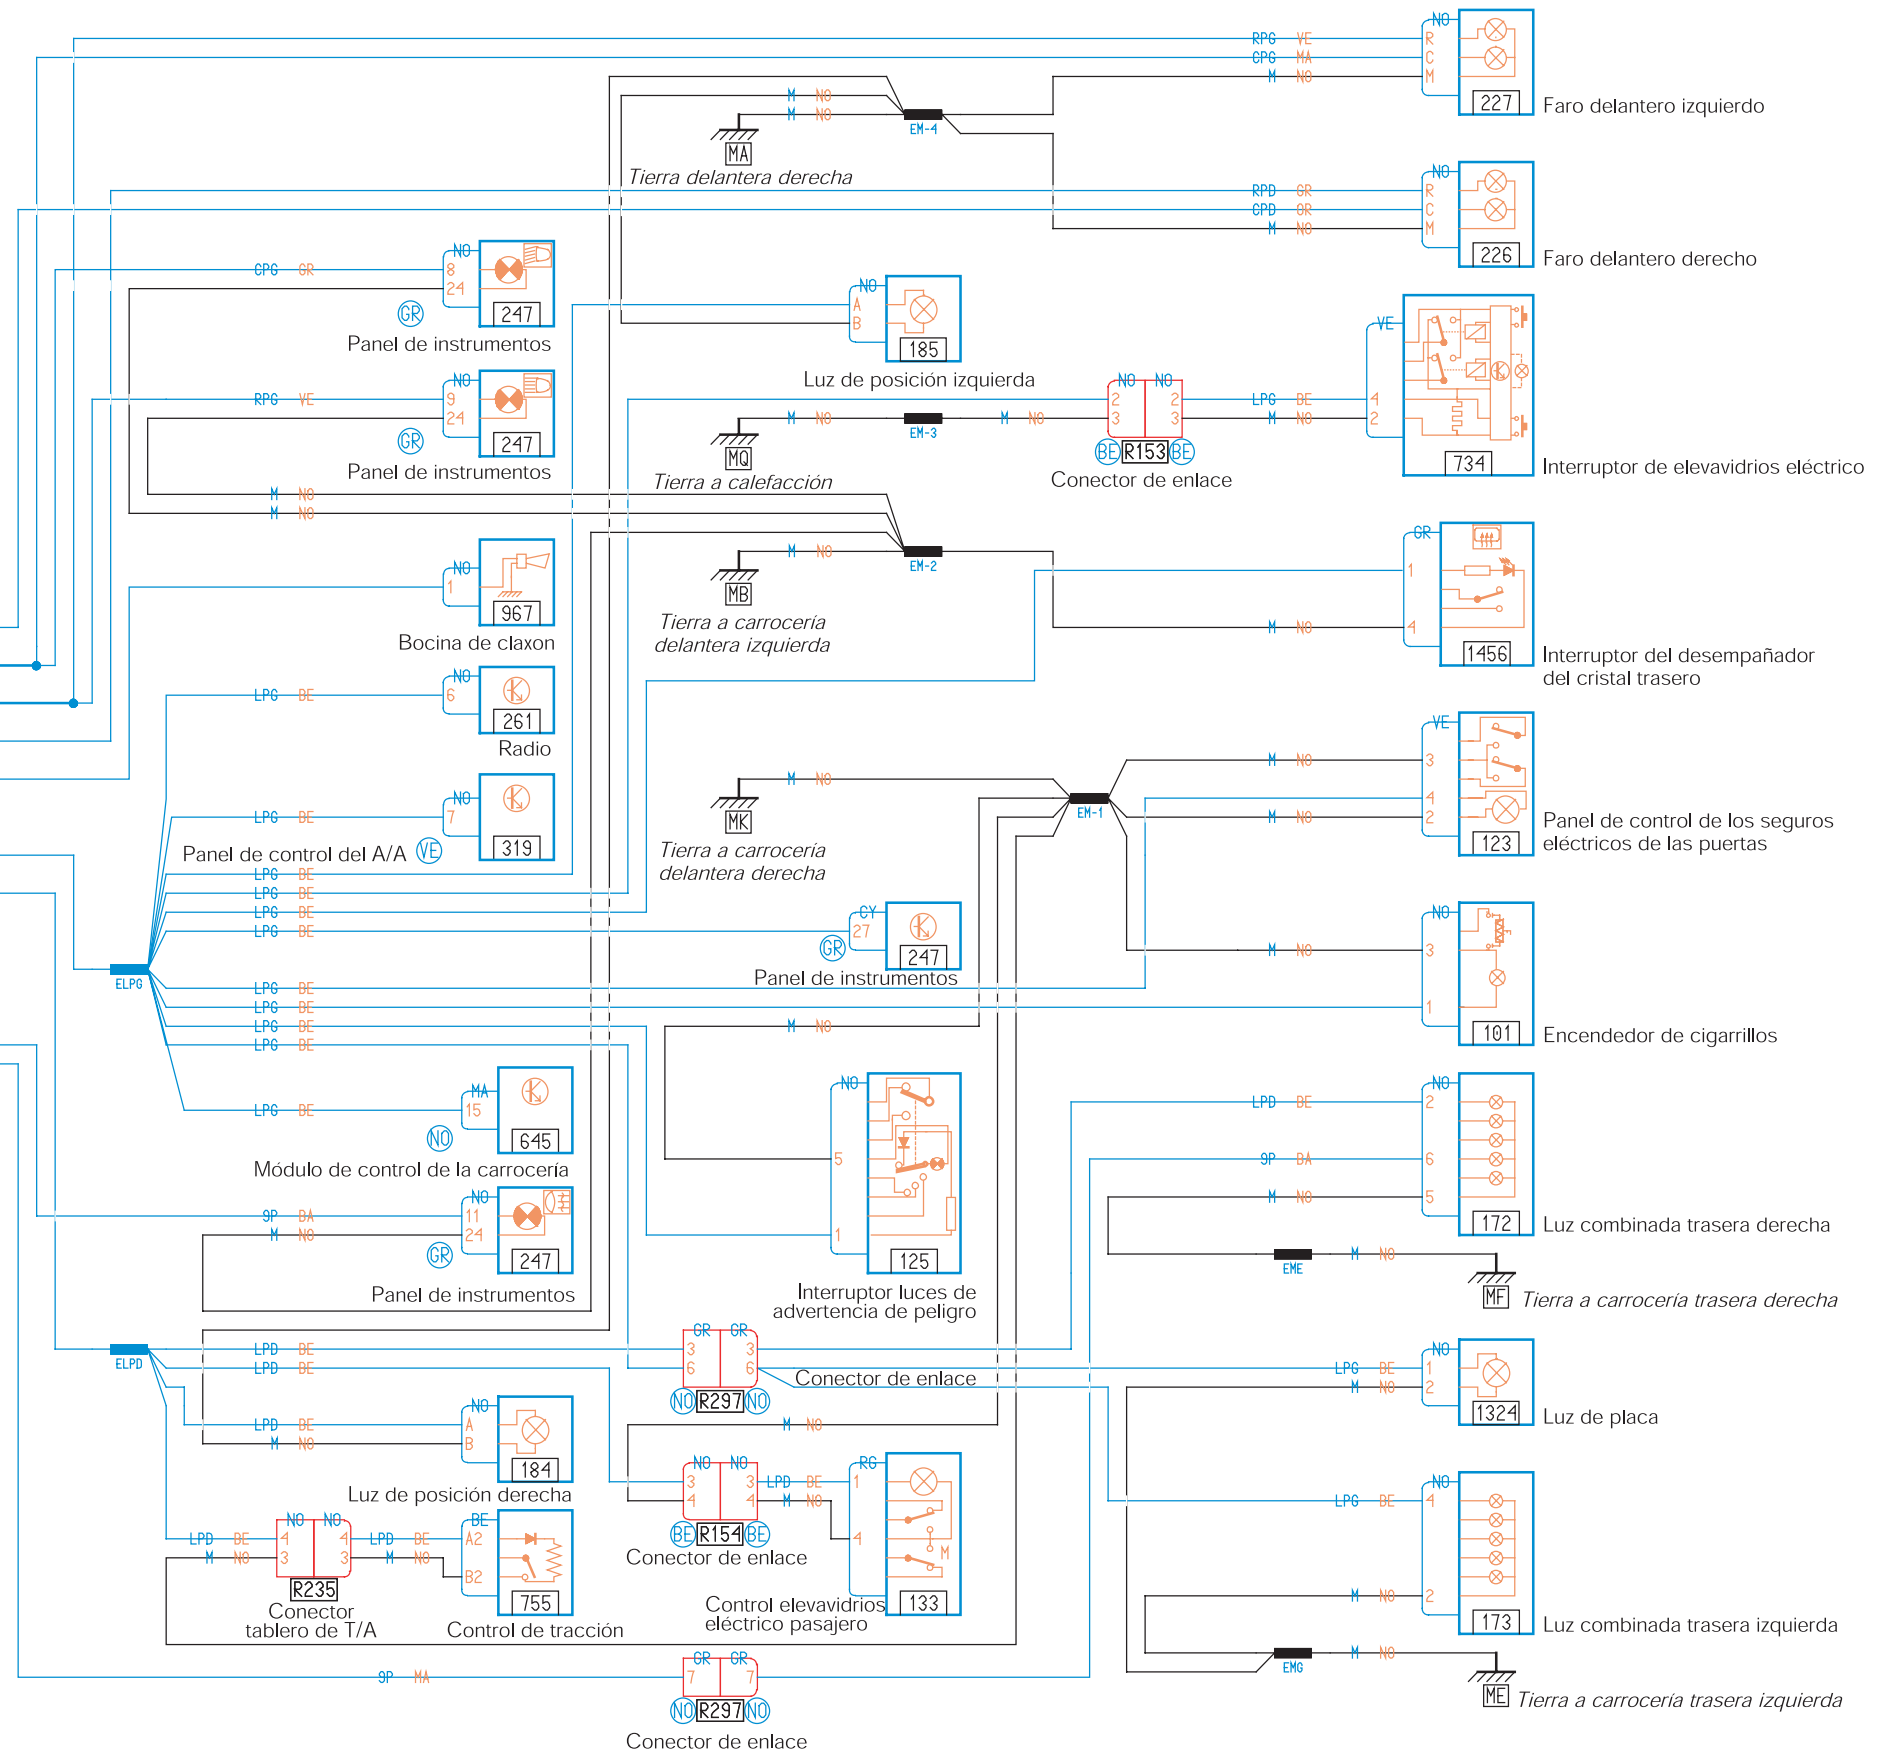 NO
RPG VE R
CPG MA C
M NO M
227
Faro delantero izquierdo
M NO
M NO
EM-4
MA
Tierra delantera derecha
NO
RPD GR R
CPD GR C
M NO M
226
Faro delantero derecho
NO
CPG GR 8
24
GR
247
Panel de instrumentos
NO
A
B
185
Luz de posición izquierda
VE
LPG BE 4
M NO 2
734
Interruptor de elevavidrios eléctrico
NO
RPG VE 9
24
GR
247
Panel de instrumentos
M NO
EM-3
M NO
NO NO
2 2
3 3
BE R153 BE
Conector de enlace
MQ
Tierra a calefacción
M NO
M NO
M NO
EM-2
MB
Tierra a carrocería
delantera izquierda
GR
1
M NO 4
1456
Interruptor del desempañador
del cristal trasero
NO
1
967
Bocina de claxon
NO
LPG BE 6
261
Radio
NO
LPG BE 7
319
Panel de control del A/A VE
LPG BE
LPG BE
LPG BE
LPG BE
M NO
EM-1
MK
Tierra a carrocería
delantera derecha
VE
M NO 3
4
M NO 2
123
Panel de control de los seguros
eléctricos de las puertas
CY
27
GR
247
Panel de instrumentos
NO
M NO 3
1
101
Encendedor de cigarrillos
ELPG
LPG BE
LPG BE
LPG BE
LPG BE
M NO
MA
LPG BE 15
NO
645
Módulo de control de la carrocería
NO
5
1
125
Interruptor luces de
advertencia de peligro
NO
LPD BE 2
9P BA 6
M NO 5
172
Luz combinada trasera derecha
EME
M NO
MF
Tierra a carrocería trasera derecha
NO
9P BA 11
M NO 24
GR
247
Panel de instrumentos
ELPD
LPD BE
LPD BE
GR GR
3 3
6 6
NO R297 NO
Conector de enlace
NO
LPG BE 1
M NO 2
1324
Luz de placa
NO
LPD BE A
M NO B
184
Luz de posición derecha
M NO
NO NO
3 3
4 4
BE R154 BE
Conector de enlace
RG
LPD BE 1
M NO
4
M
133
Control elevavidrios
eléctrico pasajero
NO
LPG BE 4
M NO 2
173
Luz combinada trasera izquierda
EMG
M NO
ME
Tierra a carrocería trasera izquierda
NO NO
LPD BE 4 4
M NO 3 3
R235
Conector
tablero de T/A
BE
LPD BE A2
M NO
B2
755
Control de tracción
9P MA
GR GR
7 7
NO R297 NO
Conector de enlace